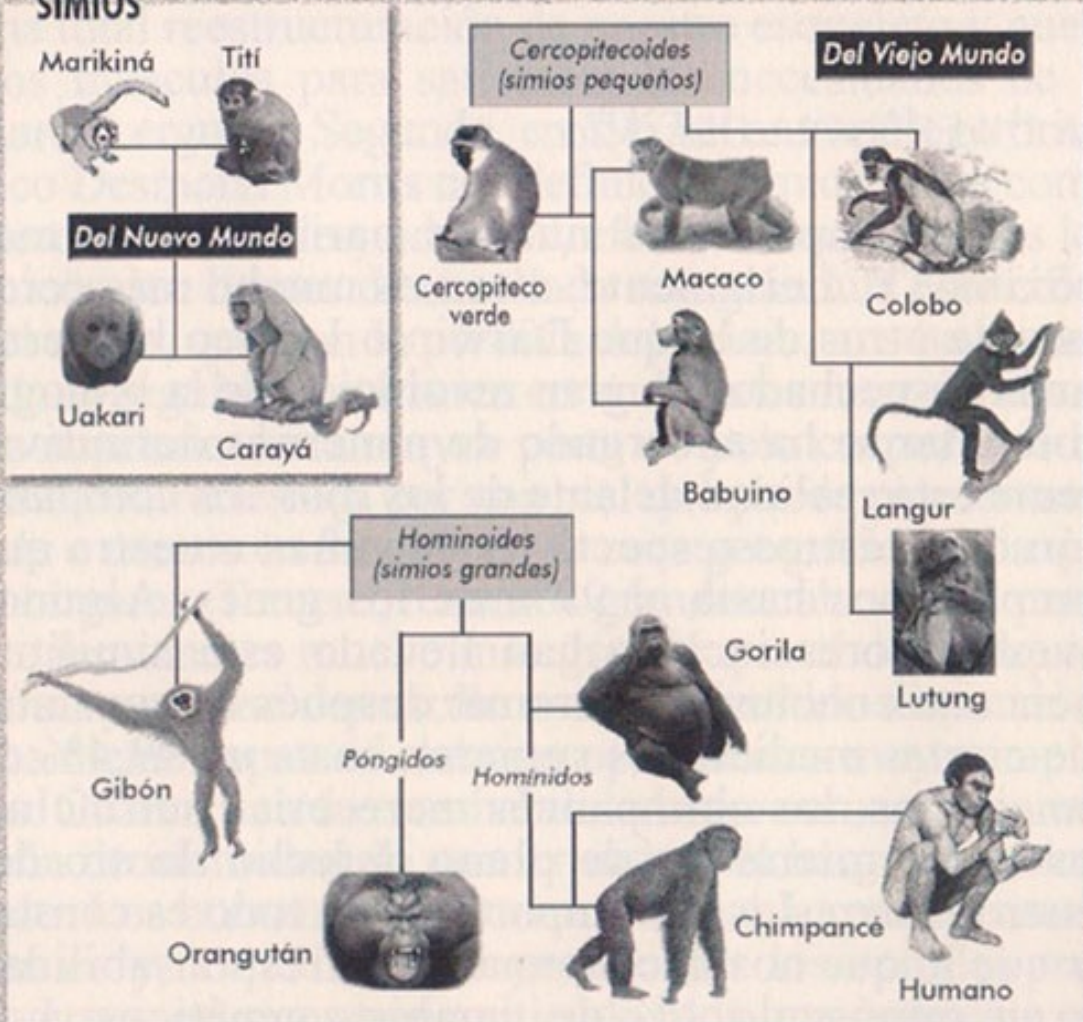 SIMIOS
Marikiná
Tití
Del Nuevo Mundo
Uakari
Carayá
Cercopitecoides
(simios pequeños)
Del Viejo Mundo
Cercopiteco
verde
Macaco
Colobo
Babuino
Langur
Lutung
Hominoides
(simios grandes)
Gibón
Póngidos
Homínidos
Gorila
Orangután
Chimpancé
Humano